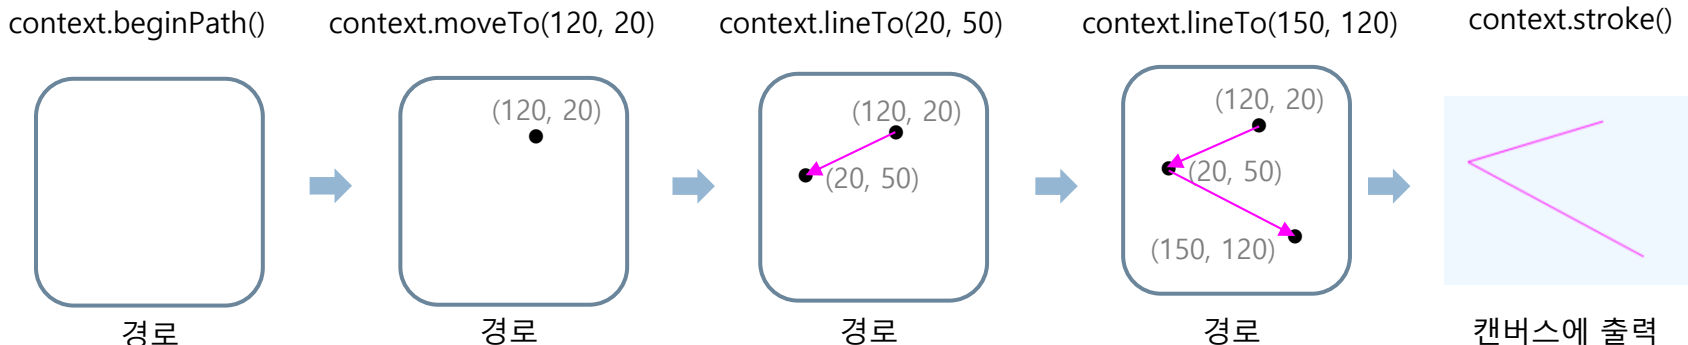 context.beginPath()
context.moveTo(120, 20)
context.lineTo(20, 50)
context.lineTo(150, 120)
context.stroke()
(120, 20)
(120, 20)
(20, 50)
(120, 20)
(20, 50)
(150, 120)
경로
경로
경로
경로
캔버스에 출력